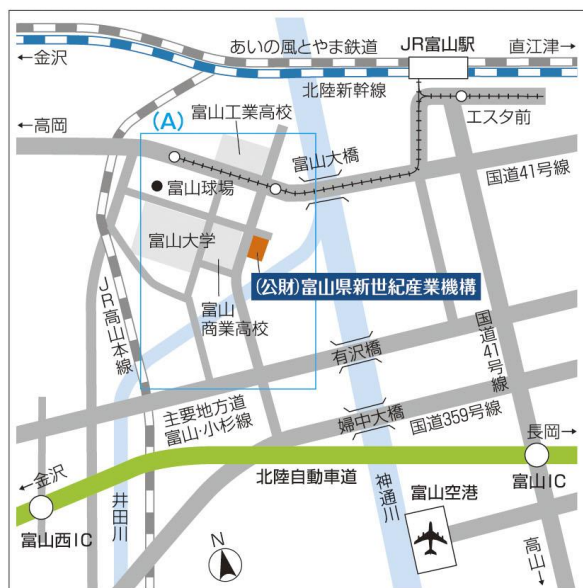 あいの風とやま鉄道
JR富山駅
直江津→
←金沢
北陸新幹線
←高岡
(A)
富山工業高校
エスタ前
富山大橋
国道41号線
富山球場
富山大学
(公財)富山県新世紀産業機構
富山
商業高校
JR高山本線
国道41号線
有沢橋
主要地方道
富山・小杉線
婦中大橋
国道359号線
長岡→
←金沢
北陸自動車道
富山IC
井田川
神通川
富山空港
富山西IC
N
高山→